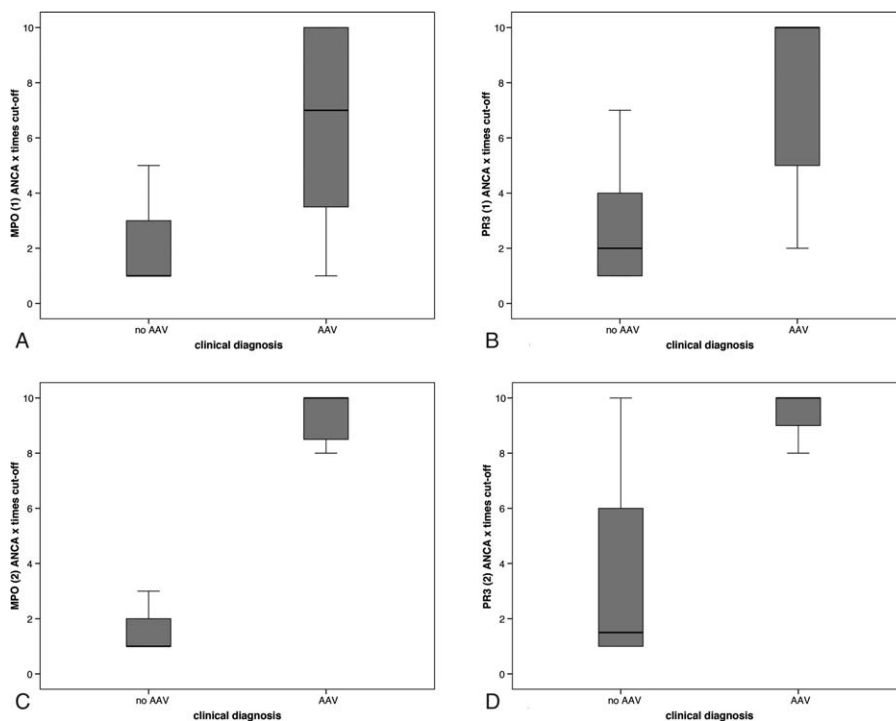 10
8
6
4
2
0
MPO (1) ANCA x times cut-off
no AAV AAV
clinical diagnosis
A
10
8
6
4
2
0
PR3 (1) ANCA x times cut-off
no AAV AAV
clinical diagnosis
B
10
8
6
4
2
0
MPO (2) ANCA x times cut-off
no AAV AAV
clinical diagnosis
C
10
8
6
4
2
0
PR3 (2) ANCA x times cut-off
no AAV AAV
clinical diagnosis
D